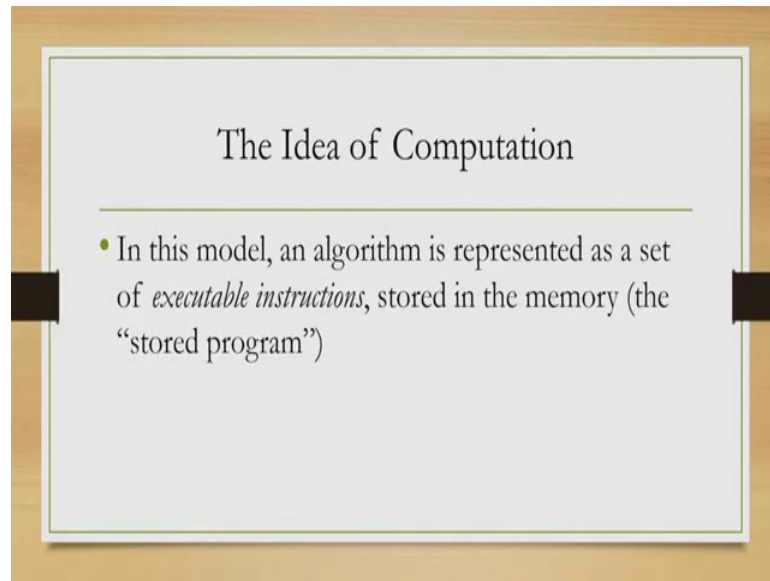 The Idea of Computation
• In this model, an algorithm is represented as a set
of executable instructions, stored in the memory (the
“stored program”)